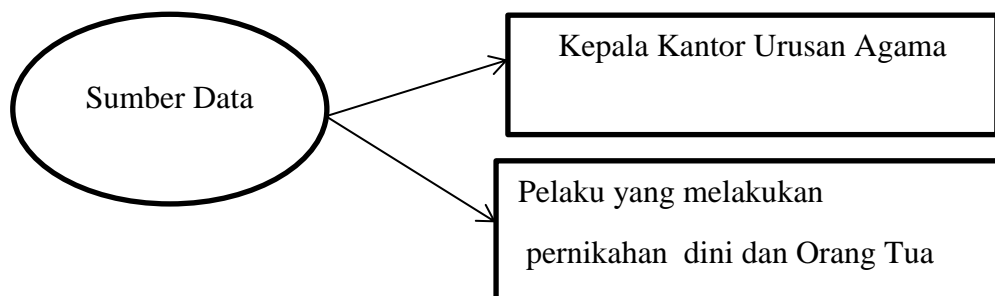 Kepala Kantor Urusan Agama
Sumber Data
Pelaku yang melakukan
pernikahan dini dan Orang Tua